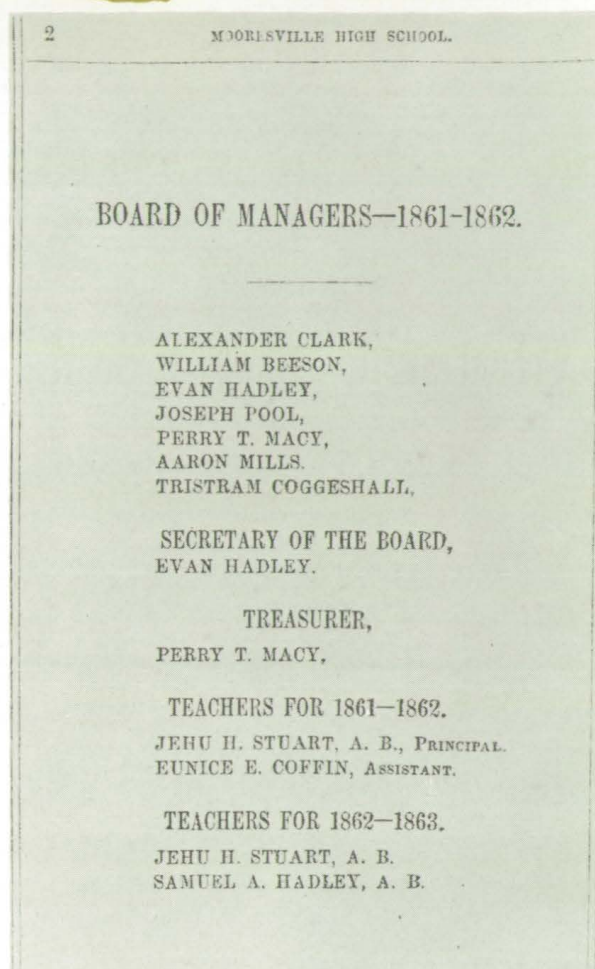 2
MOORESVILLE HIGH SCHOOL.
BOARD OF MANAGERS—1861-1862.
ALEXANDER CLARK,
WILLIAM BEESON,
EVAN HADLEY,
JOSEPH POOL,
PERRY T. MACY,
AARON MILLS.
TRISTRAM COGGESHALL,
SECRETARY OF THE BOARD,
EVAN HADLEY.
TREASURER,
PERRY T. MACY,
TEACHERS FOR 1861—1862.
JEHU H. STUART, A. B., PRINCIPAL.
EUNICE E. COFFIN, ASSISTANT.
TEACHERS FOR 1862—1863.
JEHU H. STUART, A. B.
SAMUEL A. HADLEY, A. B.